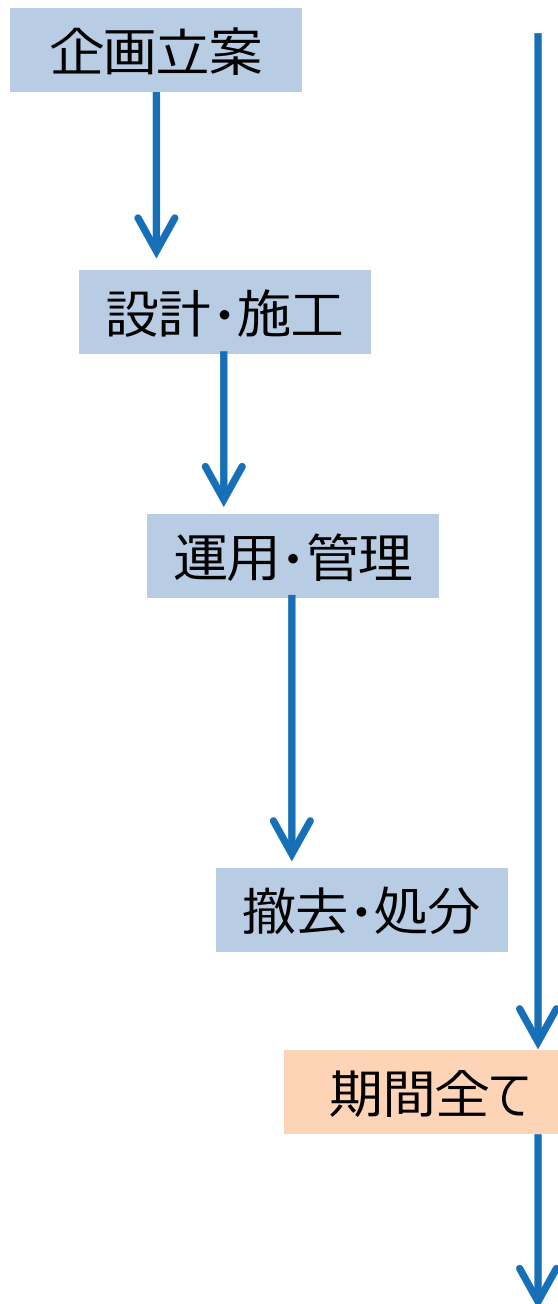 企画立案
設計・施工
運用・管理
撤去・処分
期間全て